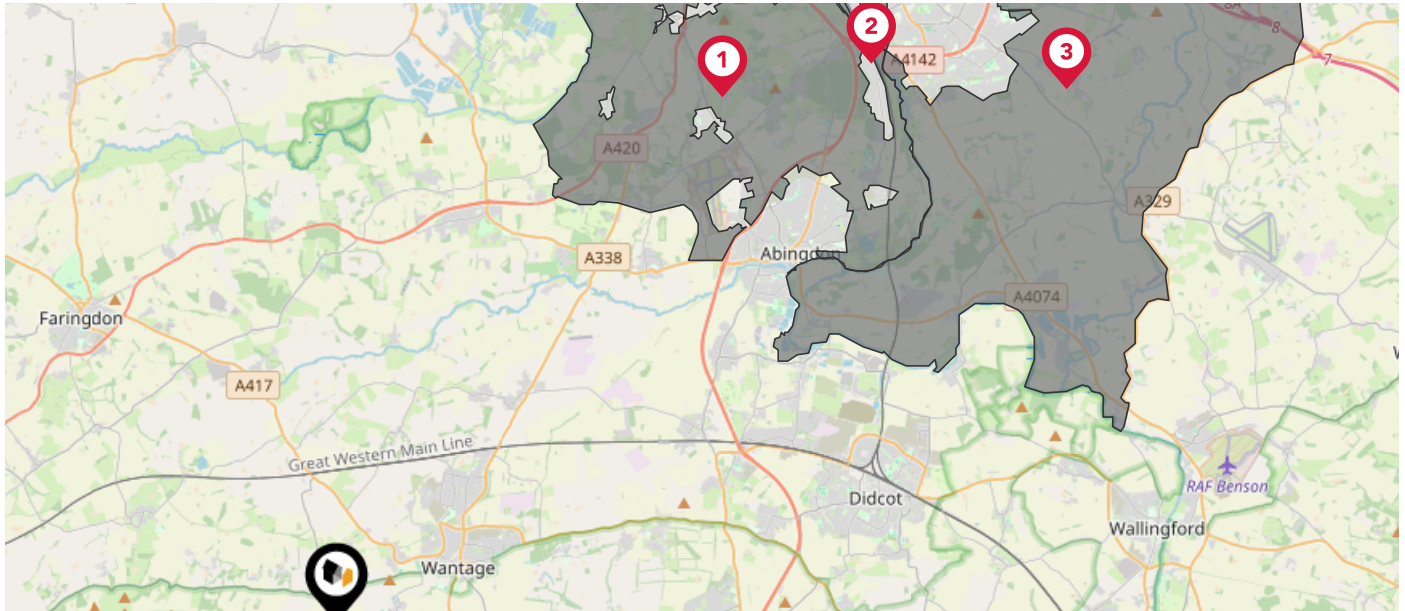 2
1
3
8A
8
7
A4142
A420
A329
Abingdon
A338
A4074
Faringdon
A417
Great Western Main Line
RAF Benson
Didcot
Wallingford
Wantage